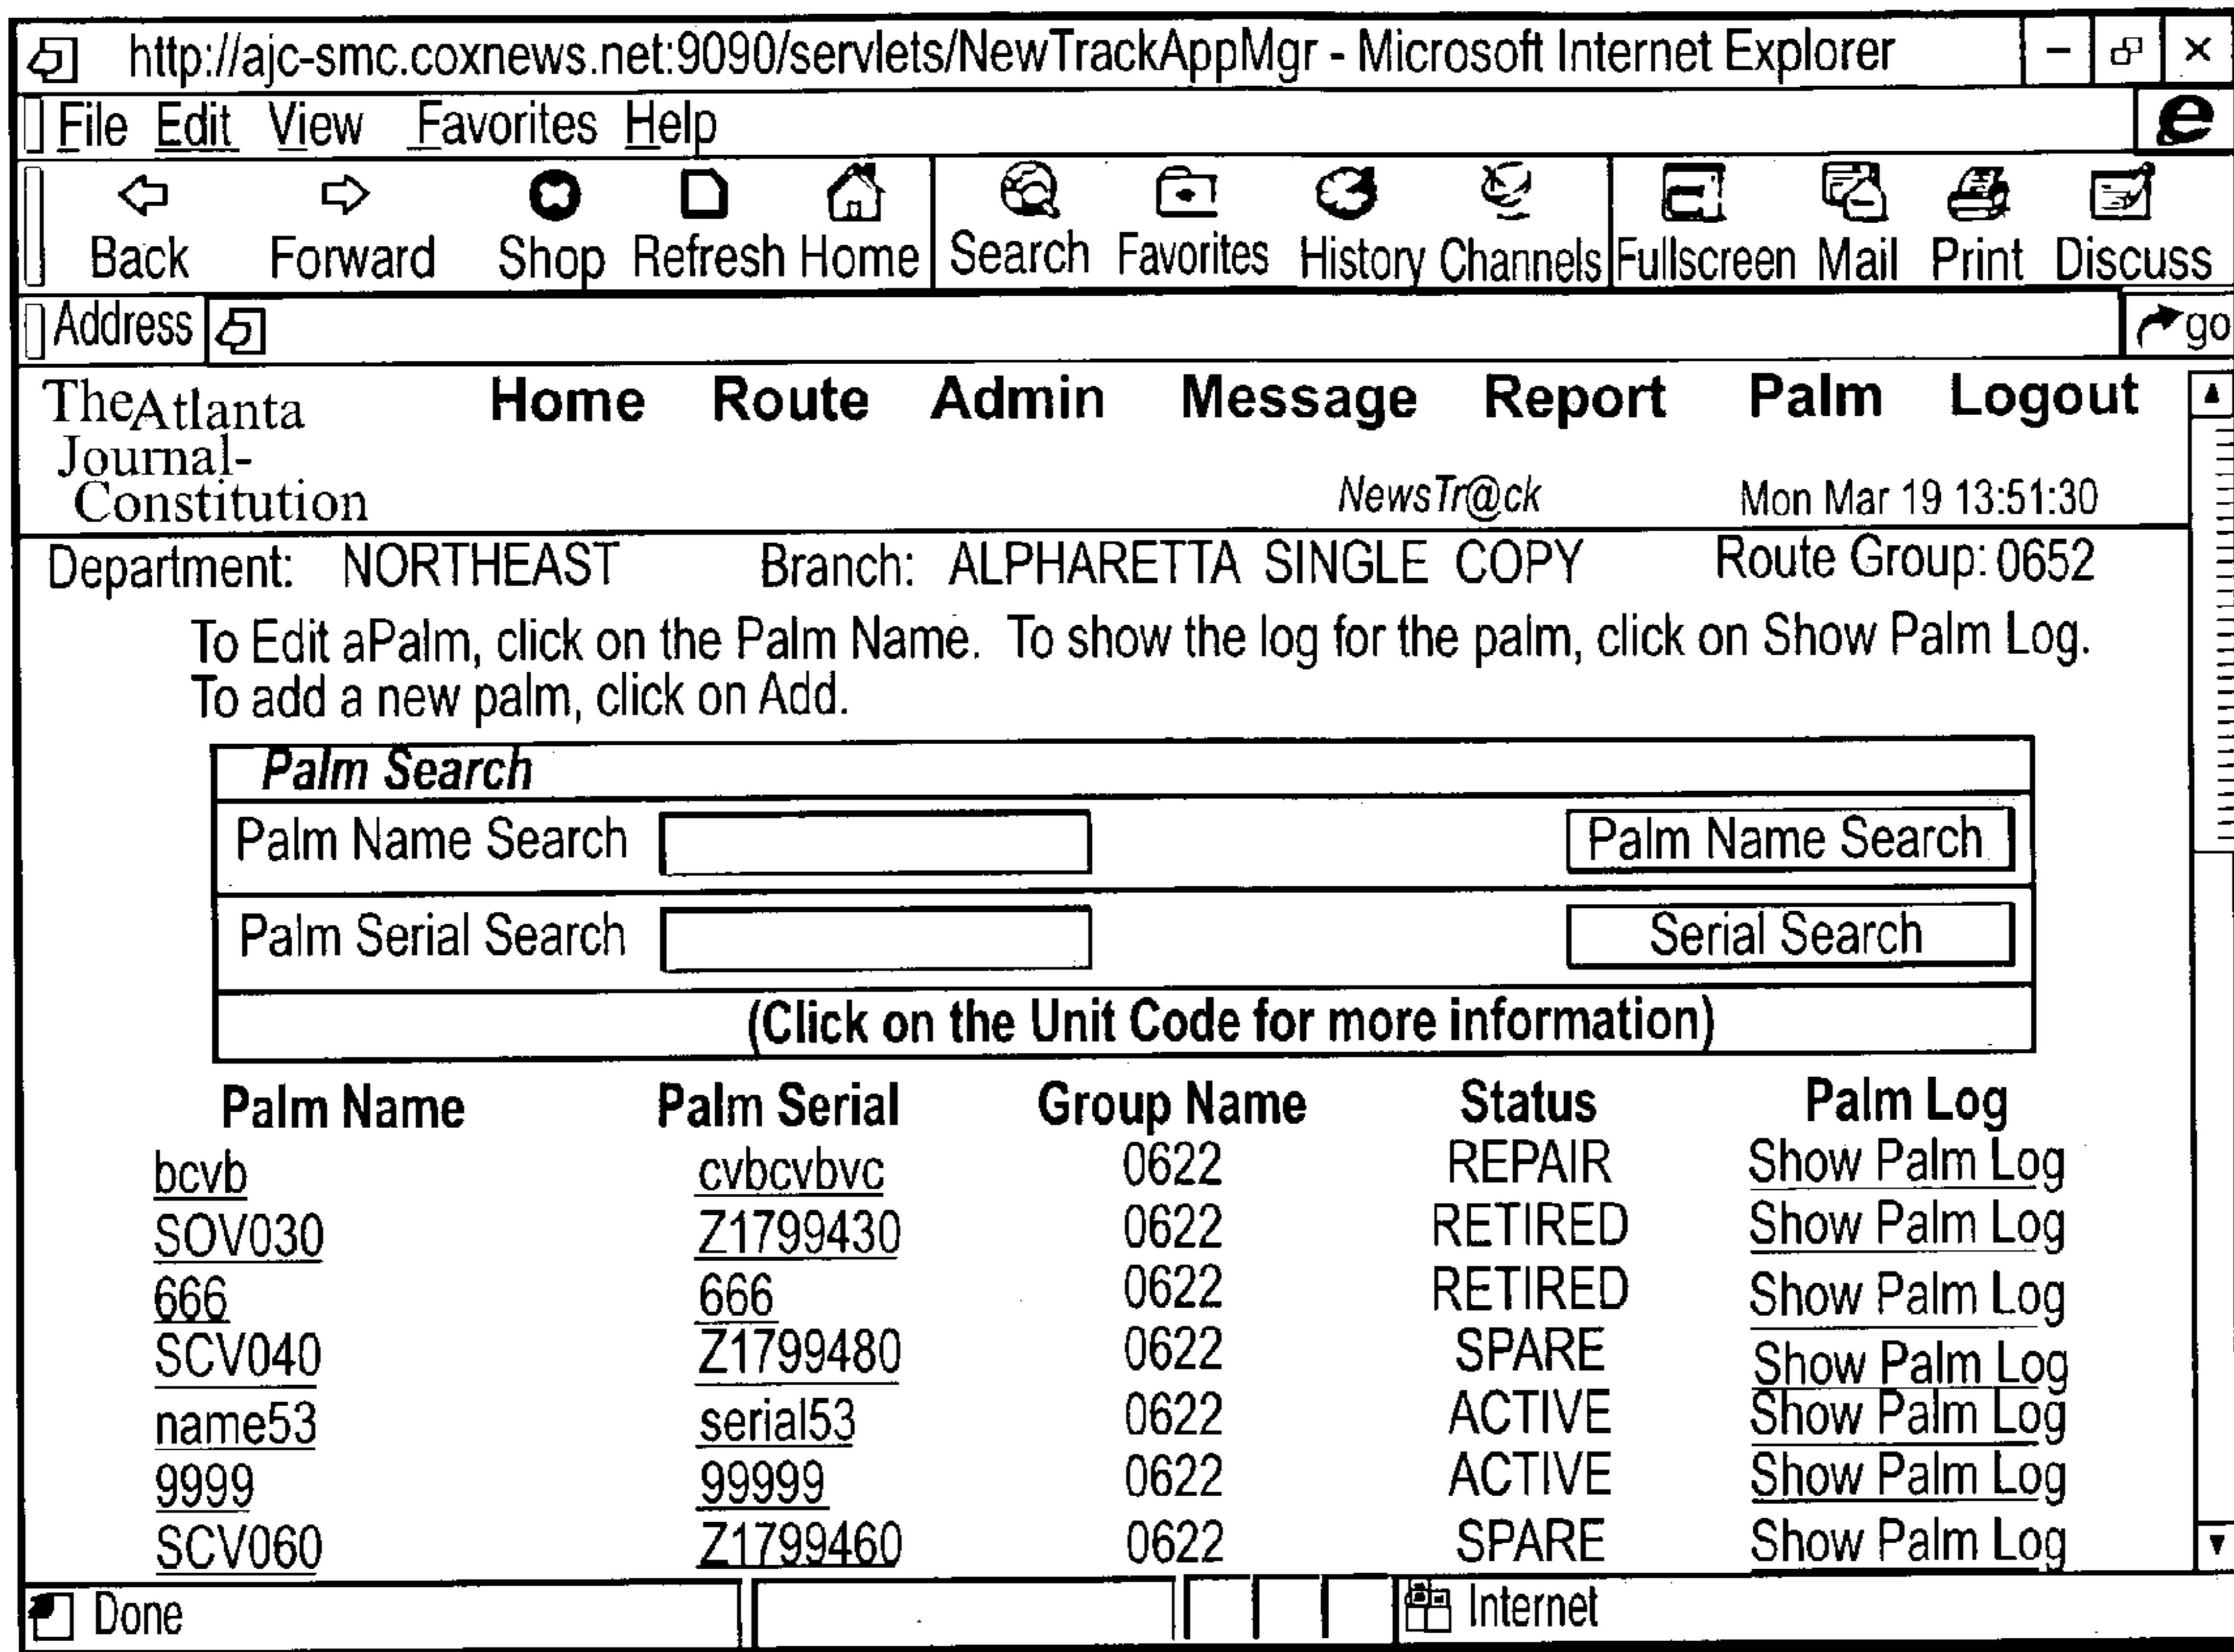 http://ajc-smc.coxnews.net:9090/servlets/NewTrackAppMgr - Microsoft Internet Explorer
File Edit View Favorites Help
Back Forward Shop Refresh Home Search Favorites History Channels Fullscreen Mail Print Discuss
Address go
TheAtlanta
Journal-
Constitution
Home Route Admin Message Report Palm Logout
NewsTr@ck Mon Mar 19 13:51:30
Department: NORTHEAST Branch: ALPHARETTA SINGLE COPY Route Group: 0652
To Edit aPalm, click on the Palm Name. To show the log for the palm, click on Show Palm Log.
To add a new palm, click on Add.
Palm Search
Palm Name Search Palm Name Search
Palm Serial Search Serial Search
(Click on the Unit Code for more information)
Palm Name Palm Serial Group Name Status Palm Log
bcvb cvbcvbvc 0622 REPAIR Show Palm Log
SOV030 Z1799430 0622 RETIRED Show Palm Log
666 666 0622 RETIRED Show Palm Log
SCV040 Z1799480 0622 SPARE Show Palm Log
name53 serial53 0622 ACTIVE Show Palm Log
9999 99999 0622 ACTIVE Show Palm Log
SCV060 Z1799460 0622 SPARE Show Palm Log
Done Internet